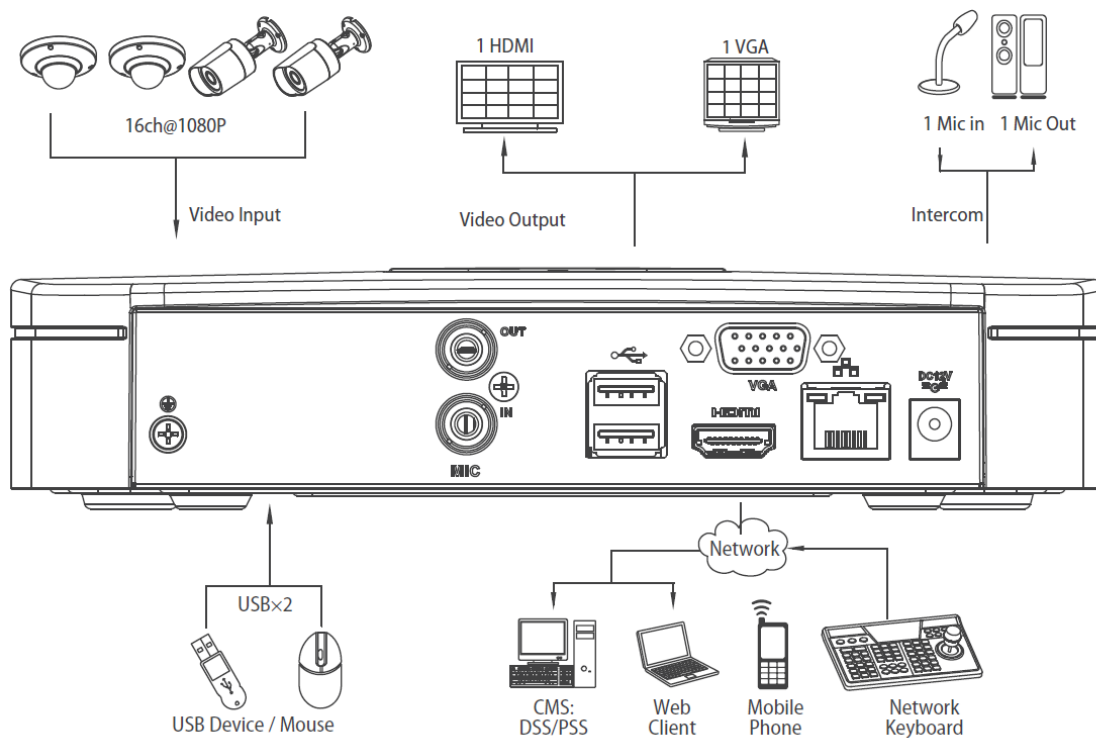 1 HDMI
1 VGA
16ch@1080P
1 Mic in
1 Mic Out
Video Input
Video Output
Intercom
OUT
IN
MIC
VGA
HDMI
DC12V
Network
USB×2
USB Device / Mouse
CMS:
DSS/PSS
Web
Client
Mobile
Phone
Network
Keyboard